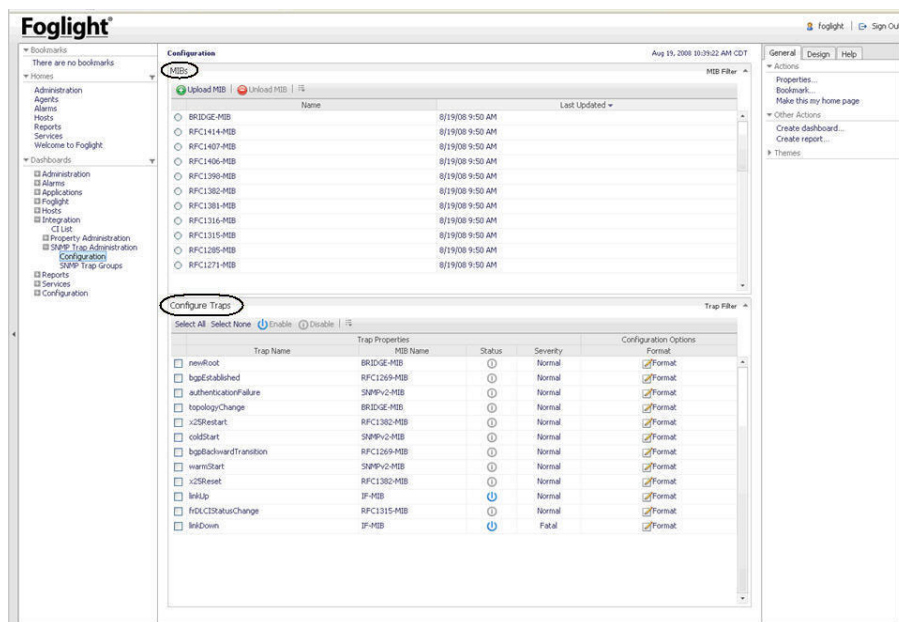 Foglight®
foglight | Sign Ou
Bookmarks
There are no bookmarks
Homes
Administration
Agents
Alarms
Hosts
Reports
Services
Welcome to Foglight
Dashboards
Administration
Alarms
Applications
Foglight
Hosts
Integration
CI List
Property Administration
SNMP Trap Administration
Configuration
SNMP Trap Groups
Reports
Services
Configuration
Configuration Aug 19, 2008 10:39:22 AM CDT
MIBs MIB Filter
Upload MIB | Unload MIB |
Name Last Updated
BRIDGE-MIB 8/19/08 9:50 AM
RFC1414-MIB 8/19/08 9:50 AM
RFC1407-MIB 8/19/08 9:50 AM
RFC1406-MIB 8/19/08 9:50 AM
RFC1398-MIB 8/19/08 9:50 AM
RFC1382-MIB 8/19/08 9:50 AM
RFC1381-MIB 8/19/08 9:50 AM
RFC1316-MIB 8/19/08 9:50 AM
RFC1315-MIB 8/19/08 9:50 AM
RFC1285-MIB 8/19/08 9:50 AM
RFC1271-MIB 8/19/08 9:50 AM
Configure Traps Trap Filter
Select All Select None Enable Disable |
Trap Properties Configuration Options
Trap Name MIB Name Status Severity Format
newRoot BRIDGE-MIB Normal Format
bgpEstablished RFC1269-MIB Normal Format
authenticationFailure SNMPv2-MIB Normal Format
topologyChange BRIDGE-MIB Normal Format
x25Restart RFC1382-MIB Normal Format
coldStart SNMPv2-MIB Normal Format
bgpBackwardTransition RFC1269-MIB Normal Format
warmStart SNMPv2-MIB Normal Format
x25Reset RFC1382-MIB Normal Format
linkUp IF-MIB Normal Format
frDLCIStatusChange RFC1315-MIB Normal Format
linkDown IF-MIB Fatal Format
General Design Help
Actions
Properties...
Bookmark...
Make this my home page
Other Actions
Create dashboard...
Create report...
Themes